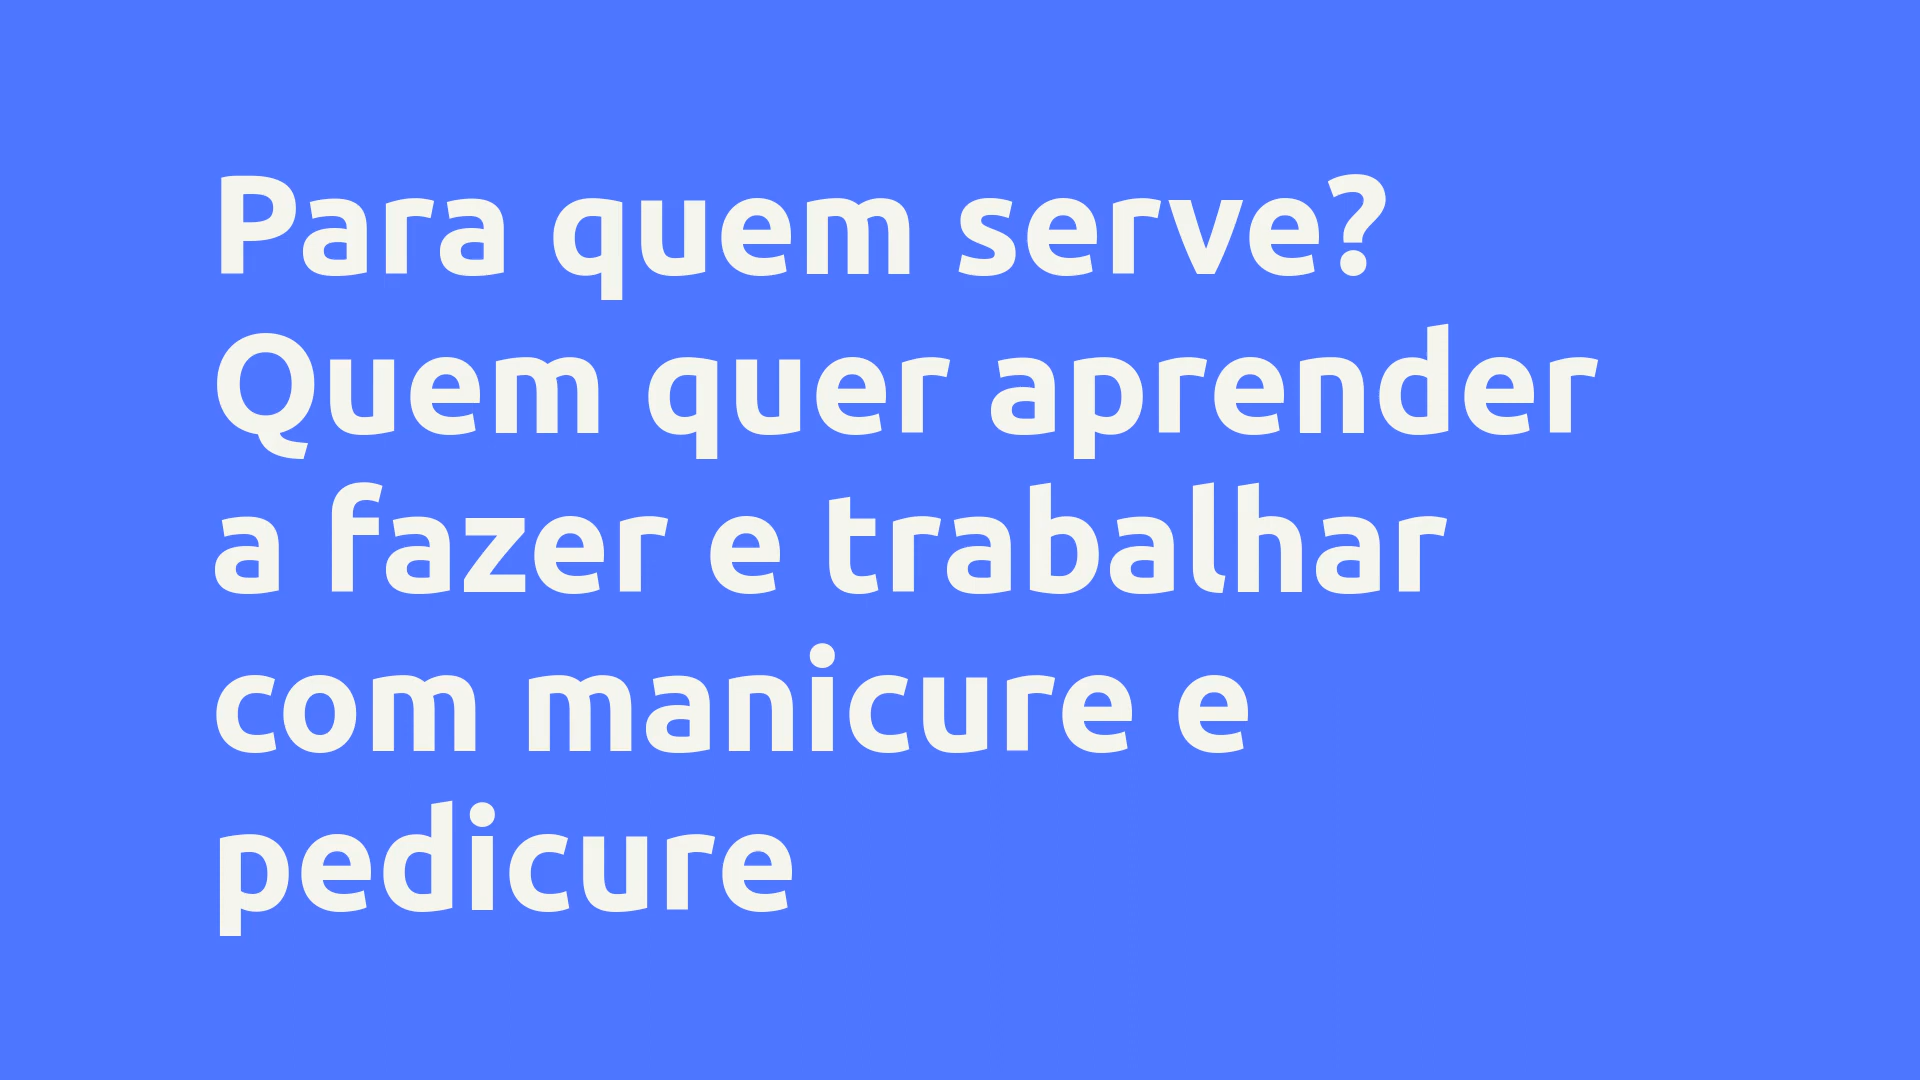 Para quem serve?
Quem quer aprender
a fazer e trabalhar
com manicure e
pedicure